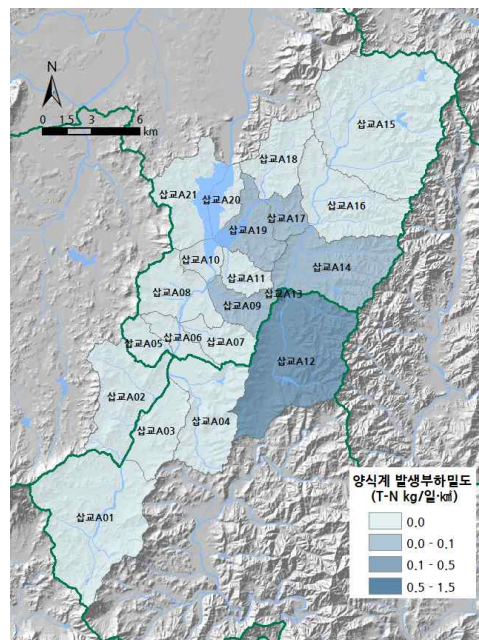 N
0 1.5 3 6
km
삽교A15
삽교A18
삽교A21
삽교A20
삽교A17
삽교A16
삽교A19
삽교A10
삽교A11
삽교A14
삽교A08
삽교A13
삽교A09
삽교A05
삽교A06
삽교A07
삽교A12
삽교A02
삽교A03
삽교A04
삽교A01
양식계 발생부하밀도
(T-N kg/일·㎢)
0.0
0.0 - 0.1
0.1 - 0.5
0.5 - 1.5